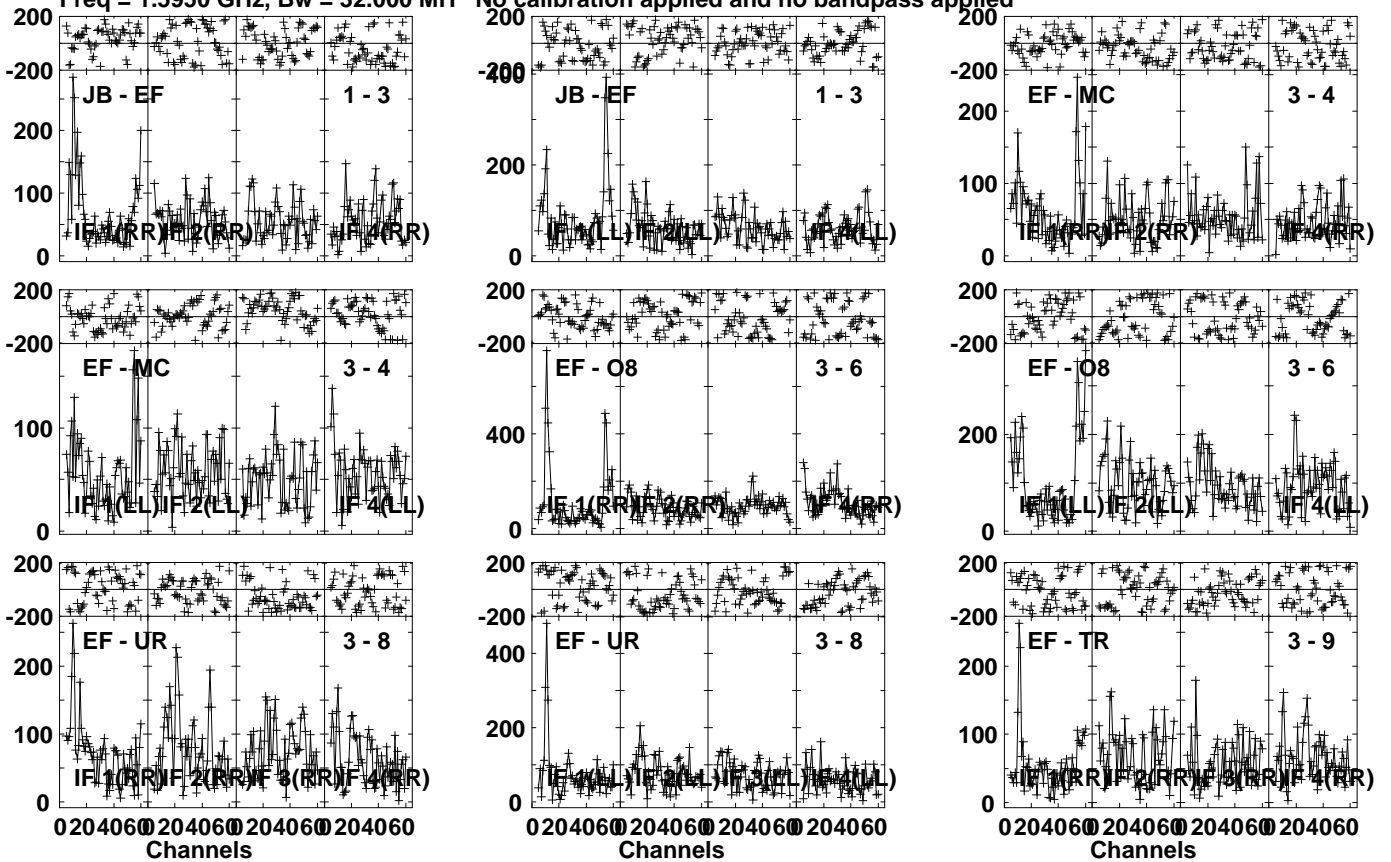 Freq = 1.5950 GHz, Bw = 32.000 MH No calibration applied and no bandpass applied
200
-200
JB - EF 1 - 3
200
100
0
IF 1(RR) IF 2(RR) IF 4(RR)
200
-200
400
JB - EF 1 - 3
200
0
IF 1(LL) IF 2(LL) IF 4(LL)
200
-200
EF - MC 3 - 4
200
100
0
IF 1(RR) IF 2(RR) IF 4(RR)
200
-200
EF - MC 3 - 4
100
0
IF 1(LL) IF 2(LL) IF 4(LL)
200
-200
EF - O8 3 - 6
400
0
IF 1(RR) IF 2(RR) IF 4(RR)
200
-200
EF - O8 3 - 6
200
0
IF 1(LL) IF 2(LL) IF 4(LL)
200
-200
EF - UR 3 - 8
200
100
0
IF 1(RR) IF 2(RR) IF 3(RR) IF 4(RR)
0 20 40 60 0 20 40 60 0 20 40 60 0 20 40 60
Channels
200
-200
EF - UR 3 - 8
400
200
0
IF 1(LL) IF 2(LL) IF 3(LL) IF 4(LL)
0 20 40 60 0 20 40 60 0 20 40 60 0 20 40 60
Channels
200
-200
EF - TR 3 - 9
200
100
0
IF 1(RR) IF 2(RR) IF 3(RR) IF 4(RR)
0 20 40 60 0 20 40 60 0 20 40 60 0 20 40 60
Channels